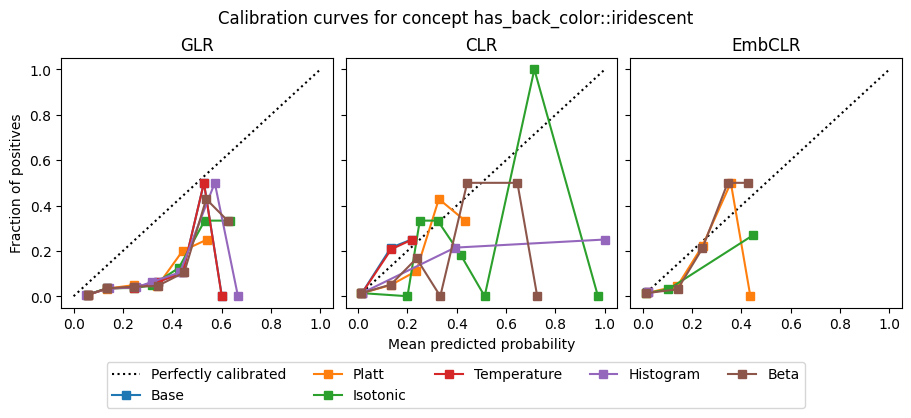 Calibration curves for concept has_back_color::iridescent
GLR
CLR
EmbCLR
Fraction of positives
1.0
0.8
0.6
0.4
0.2
0.0
0.0 0.2 0.4 0.6 0.8 1.0
0.0 0.2 0.4 0.6 0.8 1.0
0.0 0.2 0.4 0.6 0.8 1.0
Mean predicted probability
Perfectly calibrated
Base
Platt
Isotonic
Temperature
Histogram
Beta